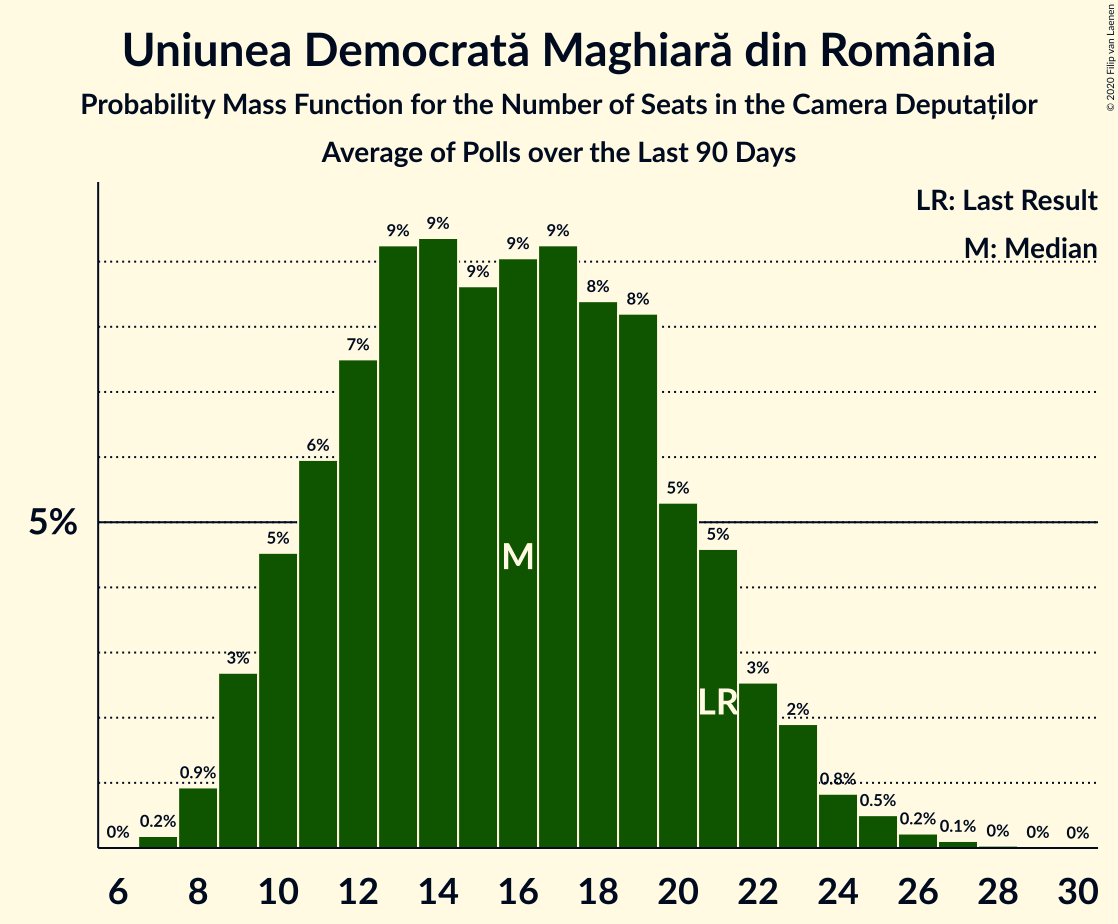 Uniunea Democrată Maghiară din România
Probability Mass Function for the Number of Seats in the Camera Deputaților
Average of Polls over the Last 90 Days
© 2020 Filip van Laenen
LR: Last Result
M: Median
5%
0%
0.2%
0.9%
3%
5%
6%
7%
9%
9%
9%
9%
9%
8%
8%
5%
5%
3%
2%
0.8%
0.5%
0.2%
0.1%
0%
0%
0%
M
LR
6 8 10 12 14 16 18 20 22 24 26 28 30